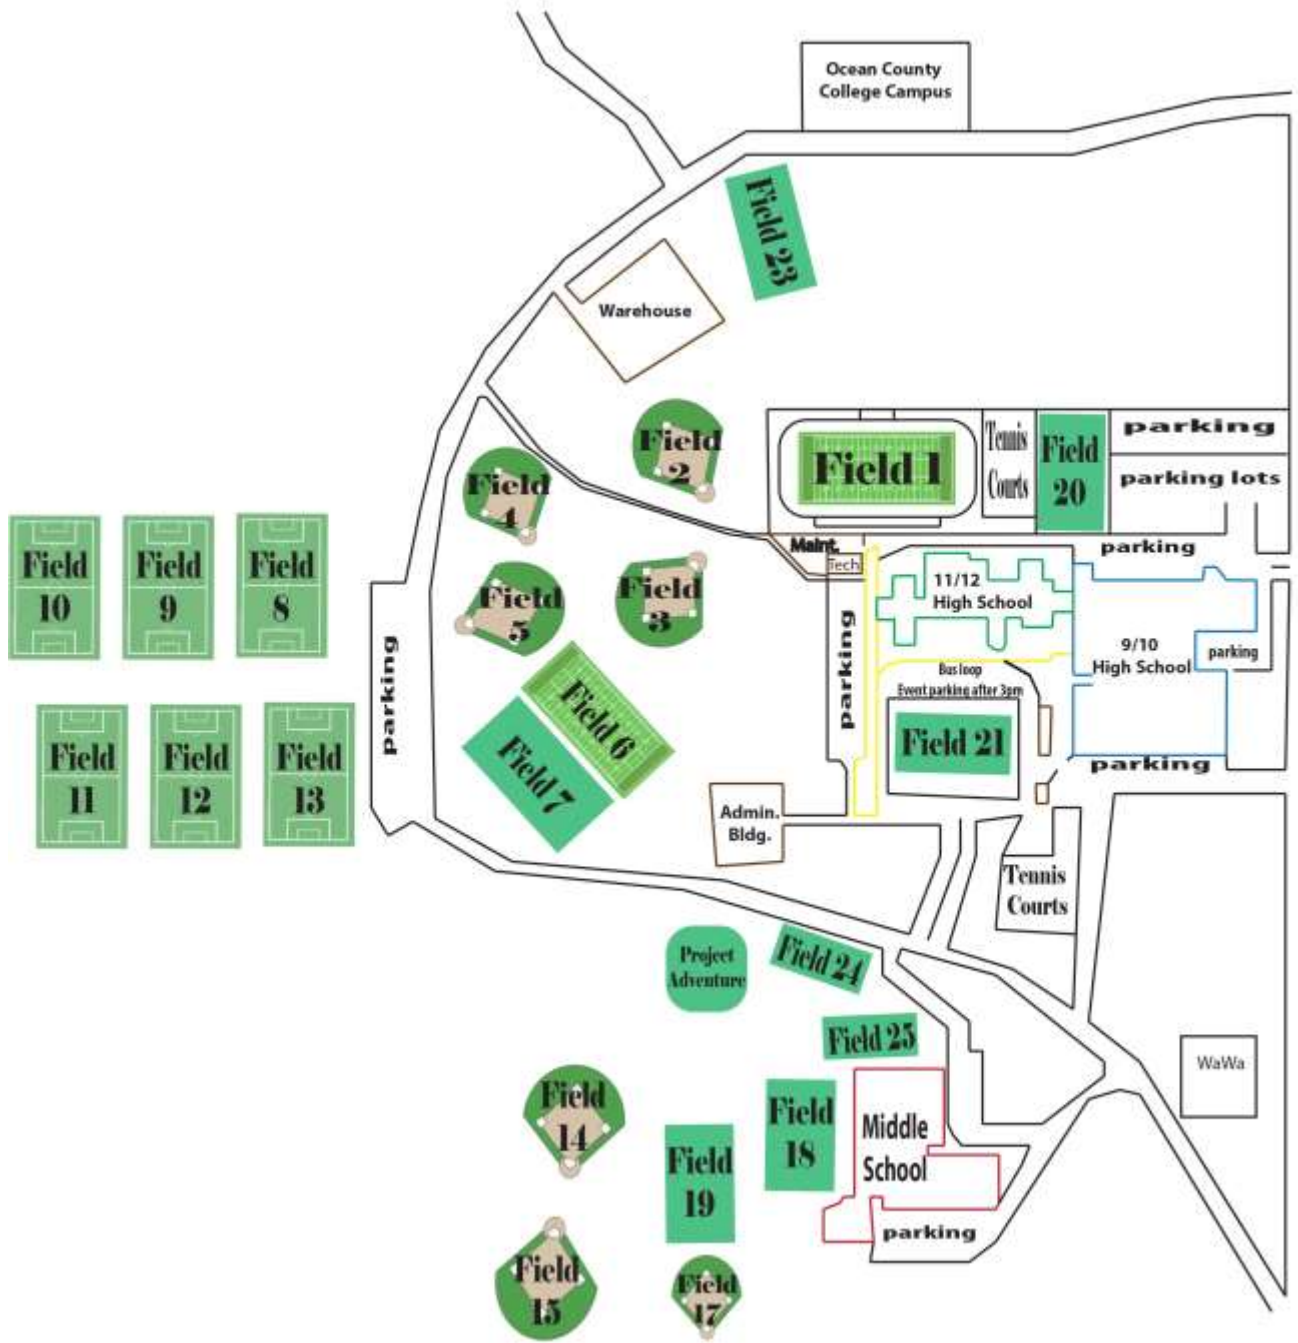 Ocean County
College Campus
Field 23
Warehouse
Field
2
Field 1
Tennis
Courts
Field
20
parking
parking lots
Field
4
Maint.
Tech
parking
Field
10
Field
9
Field
8
Field
5
Field
3
11/12
High School
9/10
High School
parking
parking
parking
Bus loop
Event parking after 3pm
Field 6
Field 7
Field 21
parking
Field
11
Field
12
Field
13
Admin.
Bldg.
Tennis
Courts
Project
Adventure
Field 24
Field 25
WaWa
Field
14
Field
18
Middle
School
Field
19
parking
Field
15
Field
17